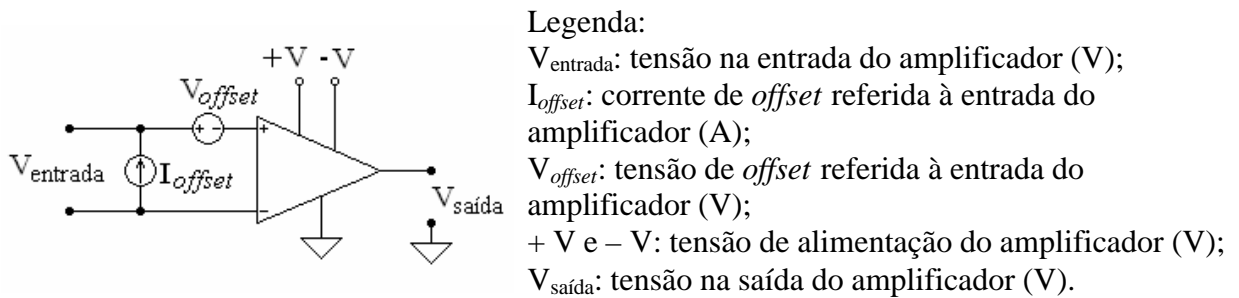 +V -V
Voffset
+ - +
Ventrada
Ioffset
-
Vsaída
Legenda:
Ventrada: tensão na entrada do amplificador (V);
Ioffset: corrente de offset referida à entrada do
amplificador (A);
Voffset: tensão de offset referida à entrada do
amplificador (V);
+ V e – V: tensão de alimentação do amplificador (V);
Vsaída: tensão na saída do amplificador (V).